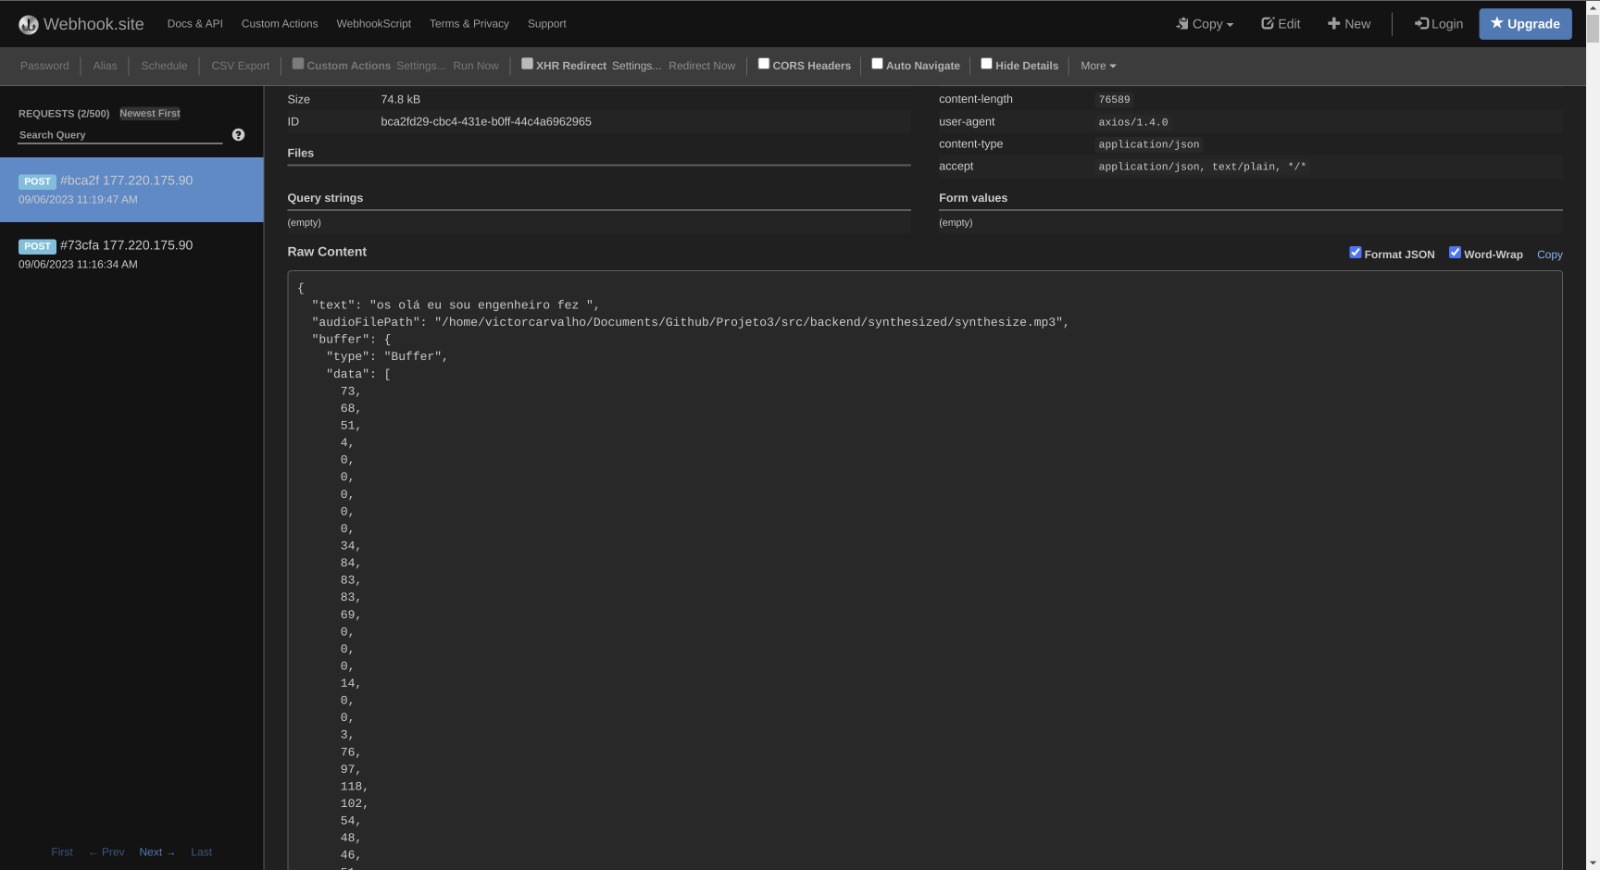 Webhook.site Docs & API Custom Actions WebhookScript Terms & Privacy Support Copy Edit New Login Upgrade
Password Alias Schedule CSV Export Custom Actions Settings... Run Now XHR Redirect Settings... Redirect Now CORS Headers Auto Navigate Hide Details More
REQUESTS (2/500) Newest First
Search Query
POST #bca2f 177.220.175.90
09/06/2023 11:19:47 AM
POST #73cfa 177.220.175.90
09/06/2023 11:16:34 AM
First ← Prev Next → Last
Size 74.8 kB
ID bca2fd29-cbc4-431e-b0ff-44c4a6962965
Files
content-length 76589
user-agent axios/1.4.0
content-type application/json
accept application/json, text/plain, */*
Query strings
(empty)
Form values
(empty)
Raw Content
Format JSON Word-Wrap Copy
{
"text": "os olá eu sou engenheiro fez ",
"audioFilePath": "/home/victorcarvalho/Documents/Github/Projeto3/src/backend/synthesized/synthesize.mp3",
"buffer": {
"type": "Buffer",
"data": [
73,
68,
51,
4,
0,
0,
0,
0,
0,
34,
84,
83,
83,
69,
0,
0,
0,
14,
0,
0,
3,
76,
97,
118,
102,
54,
48,
46,